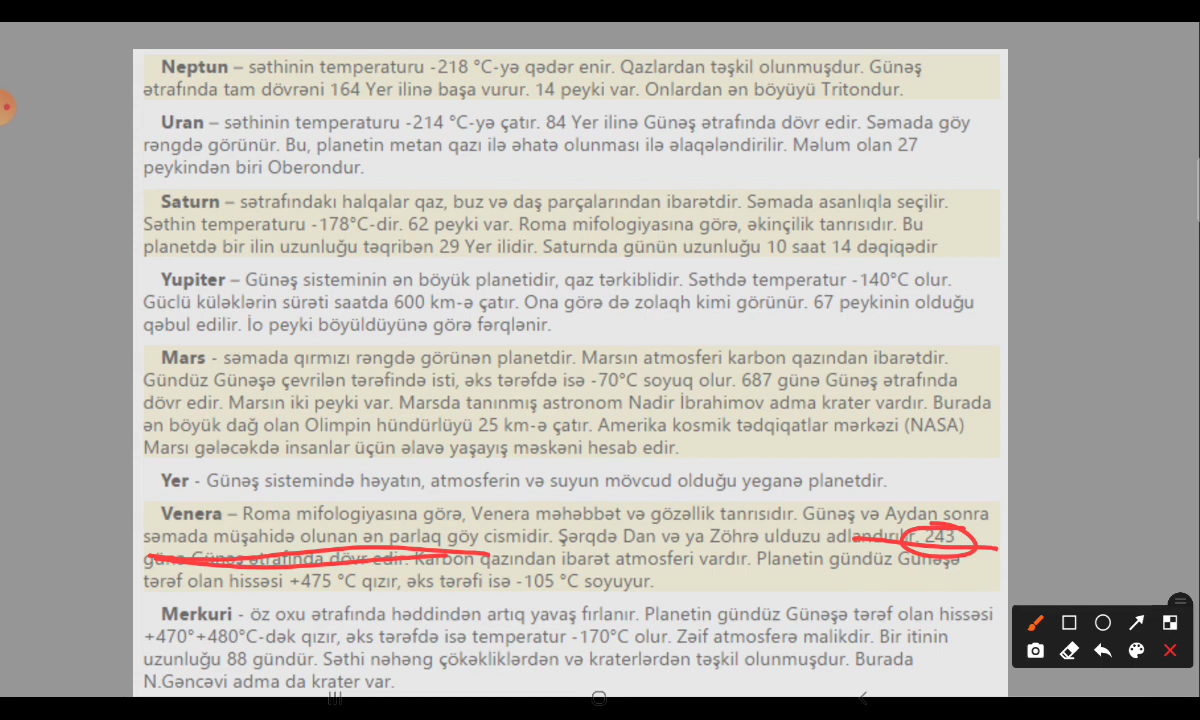 Neptun – səthinin temperaturu -218 °C-yə qədər enir. Qazlardan təşkil olunmuşdur. Günəş
ətrafında tam dövrəni 164 Yer ilinə başa vurur. 14 peyki var. Onlardan ən böyüyü Tritondur.
Uran – səthinin temperaturu -214 °C-yə çatır. 84 Yer ilinə Günəş ətrafında dövr edir. Səmada göy
rəngdə görünür. Bu, planetin metan qazı ilə əhatə olunması ilə əlaqələndirilir. Məlum olan 27
peykindən biri Oberondur.
Saturn – sətrafındakı halqalar qaz, buz və daş parçalarından ibarətdir. Səmada asanlıqla seçilir.
Səthin temperaturu -178°C-dir. 62 peyki var. Roma mifologiyasına görə, əkinçilik tanrısıdır. Bu
planetdə bir ilin uzunluğu təqribən 29 Yer ilidir. Saturnda günün uzunluğu 10 saat 14 dəqiqədir
Yupiter – Günəş sisteminin ən böyük planetidir, qaz tərkiblidir. Səthdə temperatur -140°C olur.
Güclü küləklərin sürəti saatda 600 km-ə çatır. Ona görə də zolaqh kimi görünür. 67 peykinin olduğu
qəbul edilir. İo peyki böyüldüyünə görə fərqlənir.
Mars - səmada qırmızı rəngdə görünən planetdir. Marsın atmosferi karbon qazından ibarətdir.
Gündüz Günəşə çevrilən tərəfində isti, əks tərəfdə isə -70°C soyuq olur. 687 günə Günəş ətrafında
dövr edir. Marsın iki peyki var. Marsda tanınmış astronom Nadir İbrahimov adma krater vardır. Burada
ən böyük dağ olan Olimpin hündürlüyü 25 km-ə çatır. Amerika kosmik tədqiqatlar mərkəzi (NASA)
Marsı gələcəkdə insanlar üçün əlavə yaşayış məskəni hesab edir.
Yer - Günəş sistemində həyatın, atmosferin və suyun mövcud olduğu yeganə planetdir.
Venera – Roma mifologiyasına görə, Venera məhəbbət və gözəllik tanrısıdır. Günəş və Aydan sonra
səmada müşahidə olunan ən parlaq göy cismidir. Şərqdə Dan və ya Zöhrə ulduzu adlandırılır. 243
günə Günəş ətrafında dövr edir. Karbon qazından ibarət atmosferi vardır. Planetin gündüz Günəşə
tərəf olan hissəsi +475 °C qızır, əks tərəfi isə -105 °C soyuyur.
Merkuri - öz oxu ətrafında həddindən artıq yavaş fırlanır. Planetin gündüz Günəşə tərəf olan hissəsi
+470°+480°C-dək qızır, əks tərəfdə isə temperatur -170°C olur. Zəif atmosferə malikdir. Bir itinin
uzunluğu 88 gündür. Səthi nəhəng çökəkliklərdən və kraterlərdən təşkil olunmuşdur. Burada
N.Gəncəvi adma da krater var.